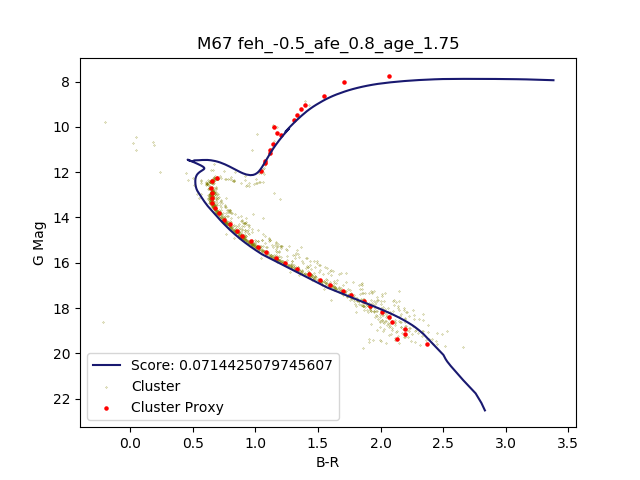 M67 feh_-0.5_afe_0.8_age_1.75
8
10
12
14
16
18
20
22
G Mag
Score: 0.0714425079745607
Cluster
Cluster Proxy
0.0 0.5 1.0 1.5 2.0 2.5 3.0 3.5
B-R